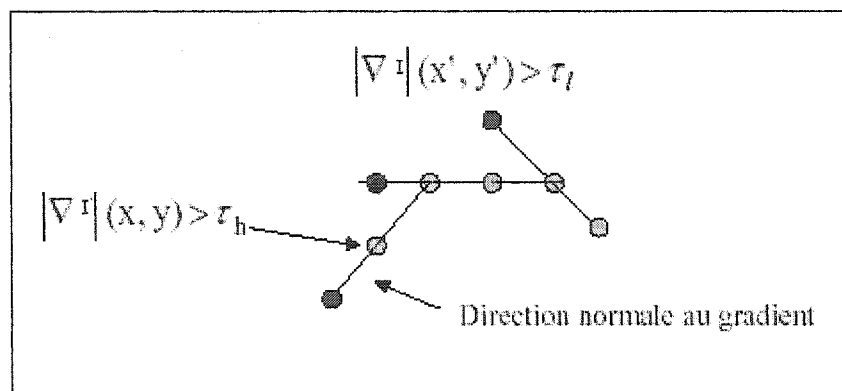 |∇ I| (x', y') > τ_l
|∇ I| (x, y) > τ_h
Direction normale au gradient